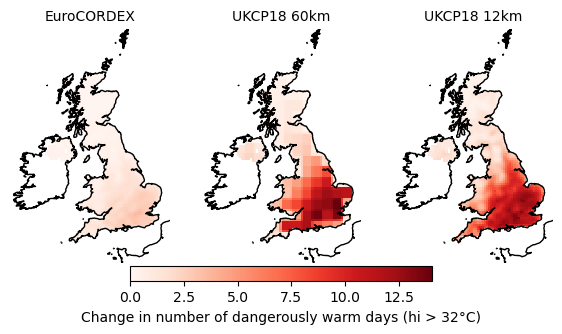 EuroCORDEX
UKCP18 60km
UKCP18 12km
0.0 2.5 5.0 7.5 10.0 12.5
Change in number of dangerously warm days (hi > 32°C)